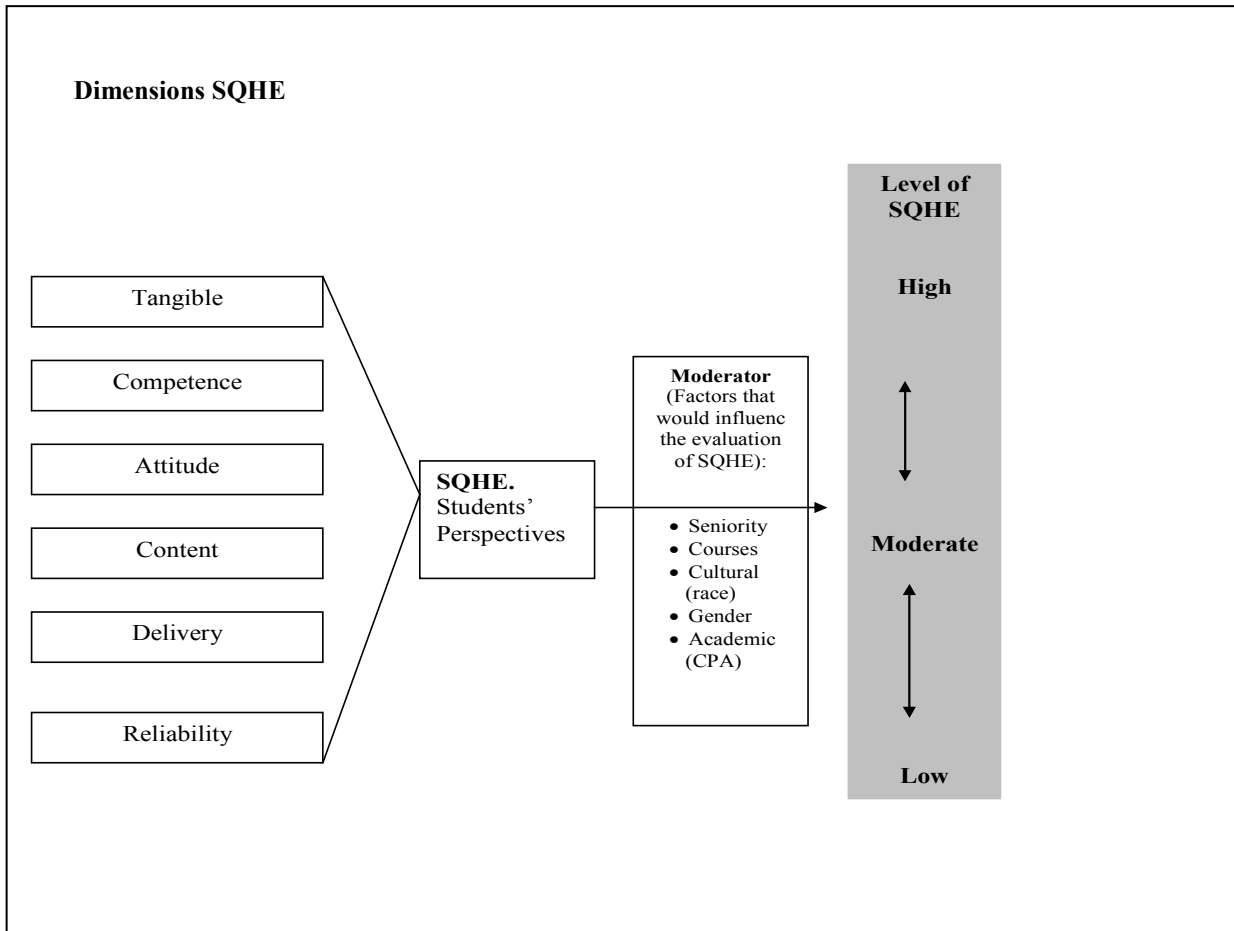 Dimensions SQHE
Tangible
Competence
Attitude
Content
Delivery
Reliability
SQHE.
Students’
Perspectives
Moderator
(Factors that
would influenc
the evaluation
of SQHE):
• Seniority
• Courses
• Cultural
(race)
• Gender
• Academic
(CPA)
Level of
SQHE
High
Moderate
Low